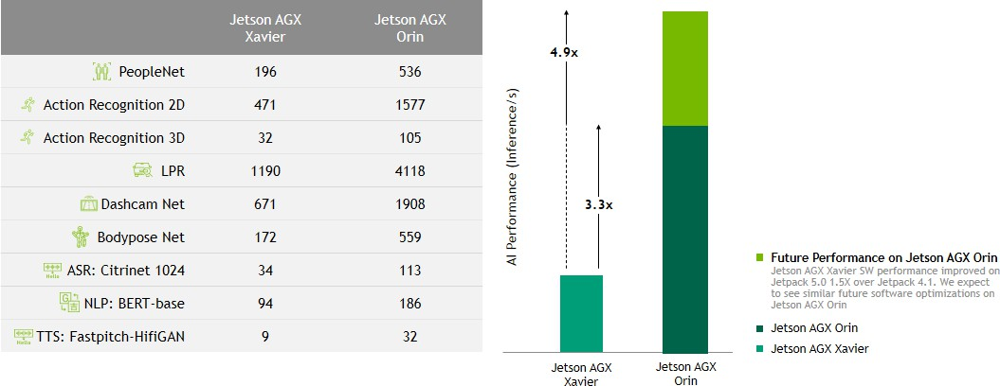 Jetson AGX Xavier
Jetson AGX Orin
PeopleNet 196 536
Action Recognition 2D 471 1577
Action Recognition 3D 32 105
LPR 1190 4118
Dashcam Net 671 1908
Bodypose Net 172 559
Hello ASR: Citrinet 1024 34 113
G NLP: BERT-base 94 186
Hello TTS: Fastpitch-HifiGAN 9 32
AI Performance (Inference/s)
4.9x
3.3x
Jetson AGX
Xavier
Jetson AGX
Orin
Future Performance on Jetson AGX Orin
Jetson AGX Xavier SW performance improved on
Jetpack 5.0 1.5X over Jetpack 4.1. We expect
to see similar future software optimizations on
Jetson AGX Orin
Jetson AGX Orin
Jetson AGX Xavier